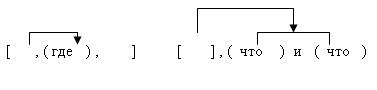 [ ,(где ), ] [ ],( что ) и ( что )